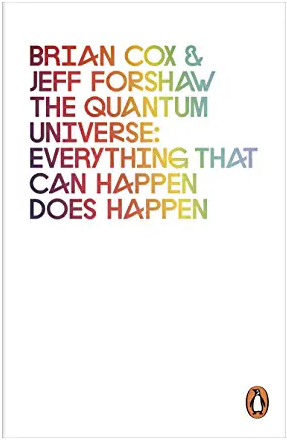 BRIAN COX &
JEFF FORSHAW
THE QUANTUM
UNIVERSE:
EVERYTHING THAT
CAN HAPPEN
DOES HAPPEN